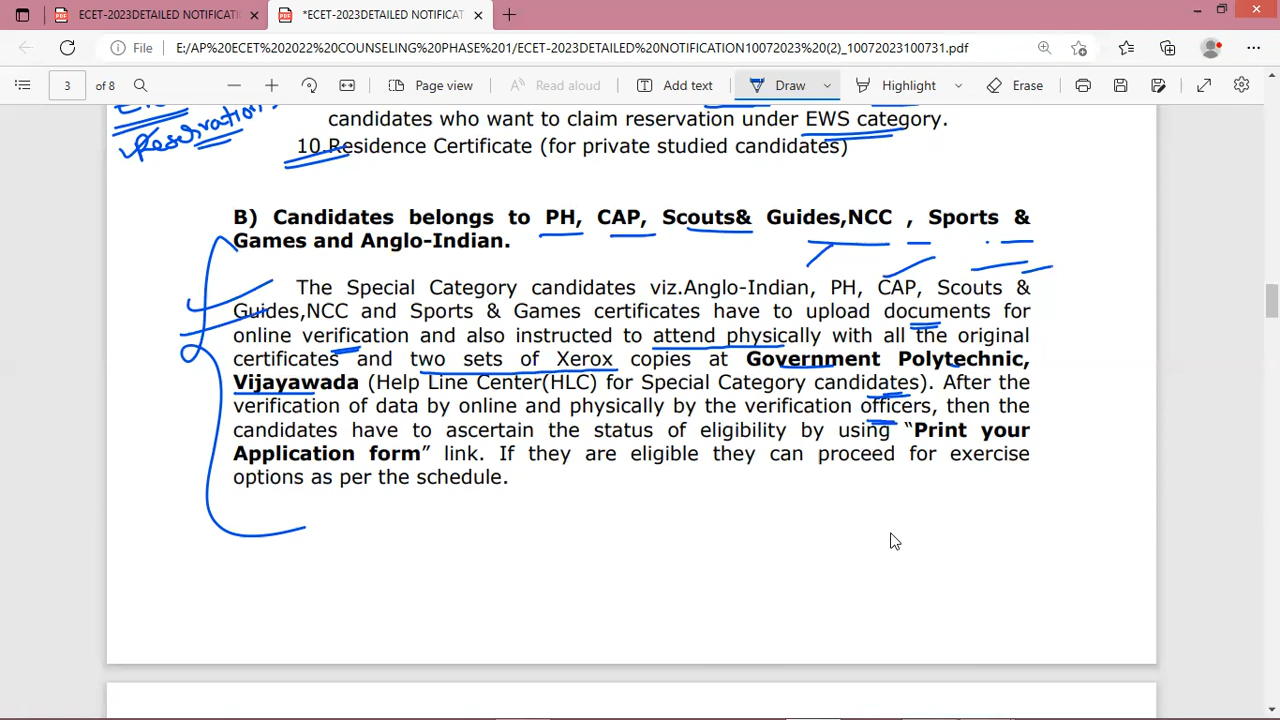 ECET-2023DETAILED NOTIFICATI
*ECET-2023DETAILED NOTIFICAT
File
E:/AP%20ECET%202022%20COUNSELING%20PHASE%201/ECET-2023DETAILED%20NOTIFICATION10072023%20(2)_10072023100731.pdf
3 of 8
Page view
Read aloud
Add text
Draw
Highlight
Erase
Reservation
candidates who want to claim reservation under EWS category.
10.Residence Certificate (for private studied candidates)
B) Candidates belongs to PH, CAP, Scouts& Guides,NCC , Sports &
Games and Anglo-Indian.
The Special Category candidates viz.Anglo-Indian, PH, CAP, Scouts &
Guides,NCC and Sports & Games certificates have to upload documents for
online verification and also instructed to attend physically with all the original
certificates and two sets of Xerox copies at Government Polytechnic,
Vijayawada (Help Line Center(HLC) for Special Category candidates). After the
verification of data by online and physically by the verification officers, then the
candidates have to ascertain the status of eligibility by using “Print your
Application form” link. If they are eligible they can proceed for exercise
options as per the schedule.